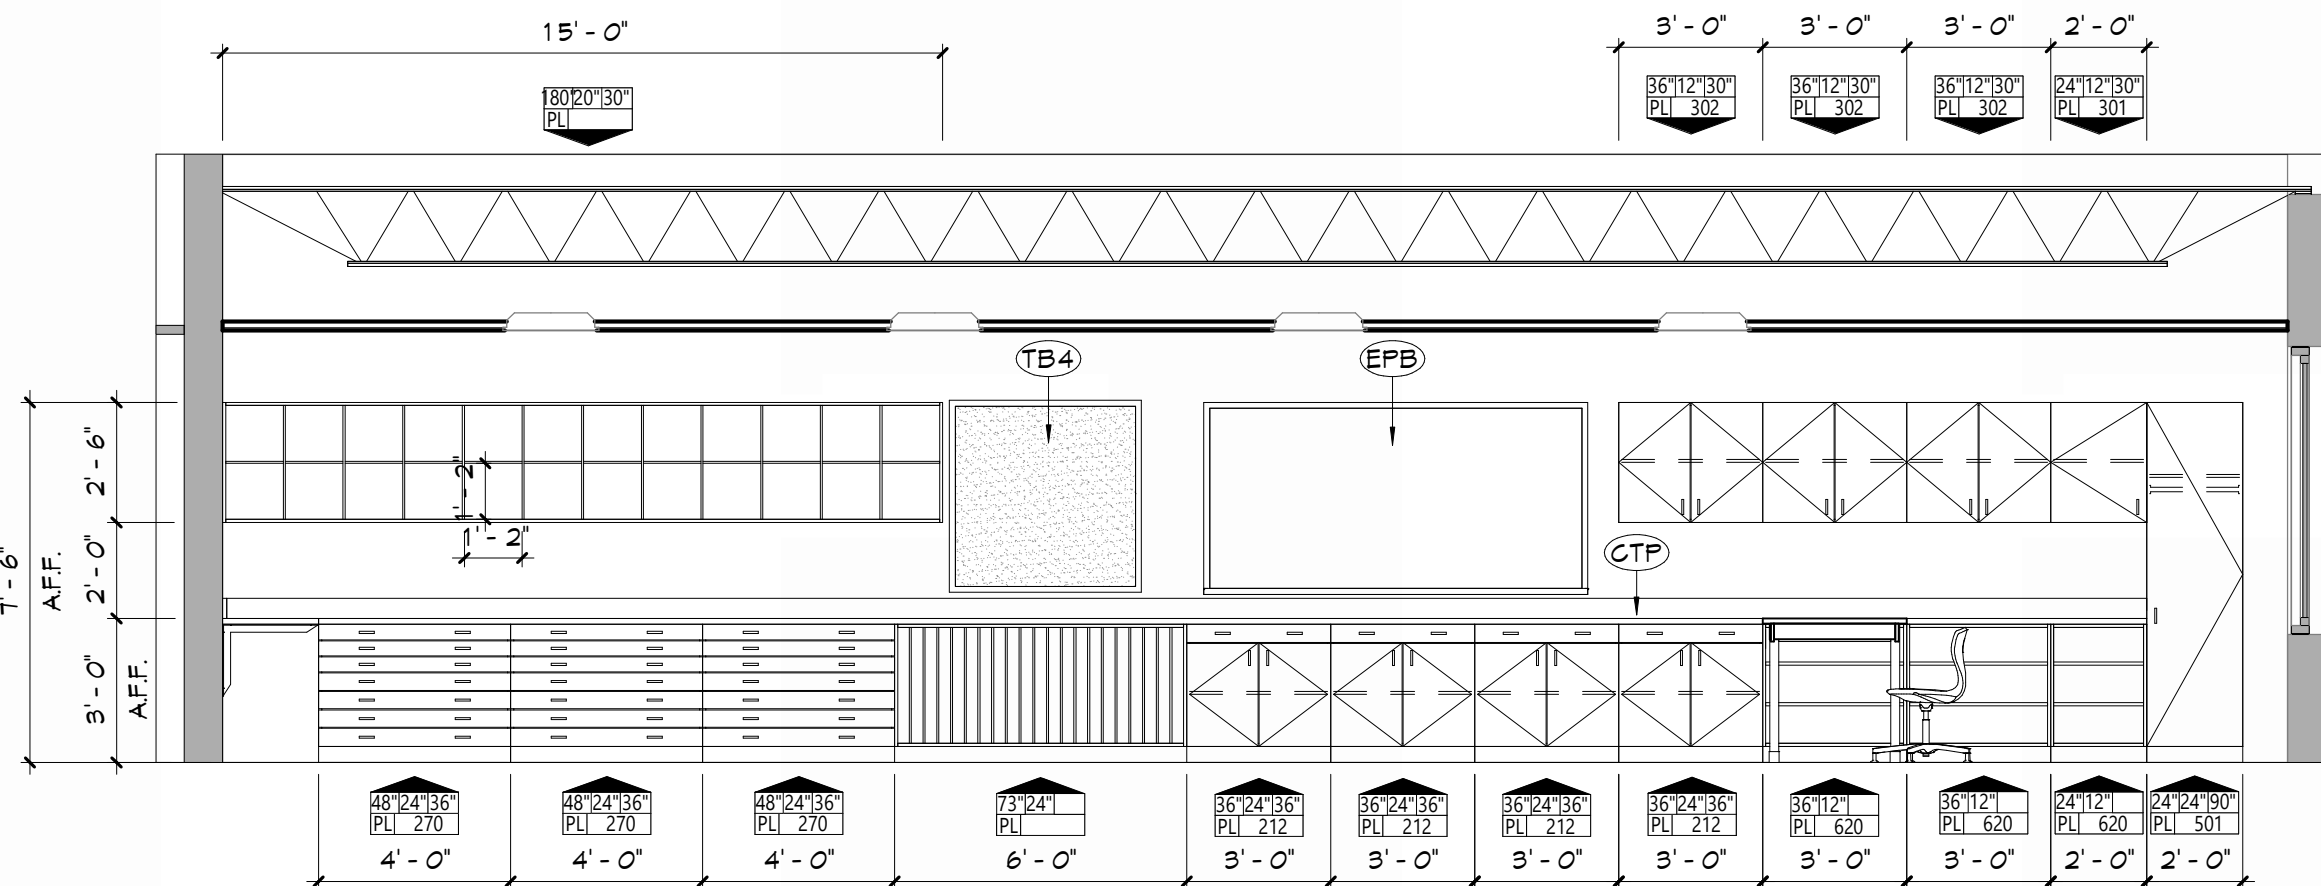 15'-0"
3'-0" 3'-0" 3'-0" 2'-0"
180" 20" 30"
PL
36" 12" 30"
PL 302
36" 12" 30"
PL 302
36" 12" 30"
PL 302
24" 12" 30"
PL 301
TB4
EPB
CTP
7'-6"
A.F.F.
2'-6"
2'-0"
3'-0"
A.F.F.
1'-2"
1'-2"
48" 24" 36"
PL 270
48" 24" 36"
PL 270
48" 24" 36"
PL 270
73" 24"
PL
36" 24" 36"
PL 212
36" 24" 36"
PL 212
36" 24" 36"
PL 212
36" 24" 36"
PL 212
36" 12"
PL 620
36" 12"
PL 620
24" 12"
PL 620
24" 24" 90"
PL 501
4'-0" 4'-0" 4'-0" 6'-0" 3'-0" 3'-0" 3'-0" 3'-0" 3'-0" 3'-0" 2'-0" 2'-0"